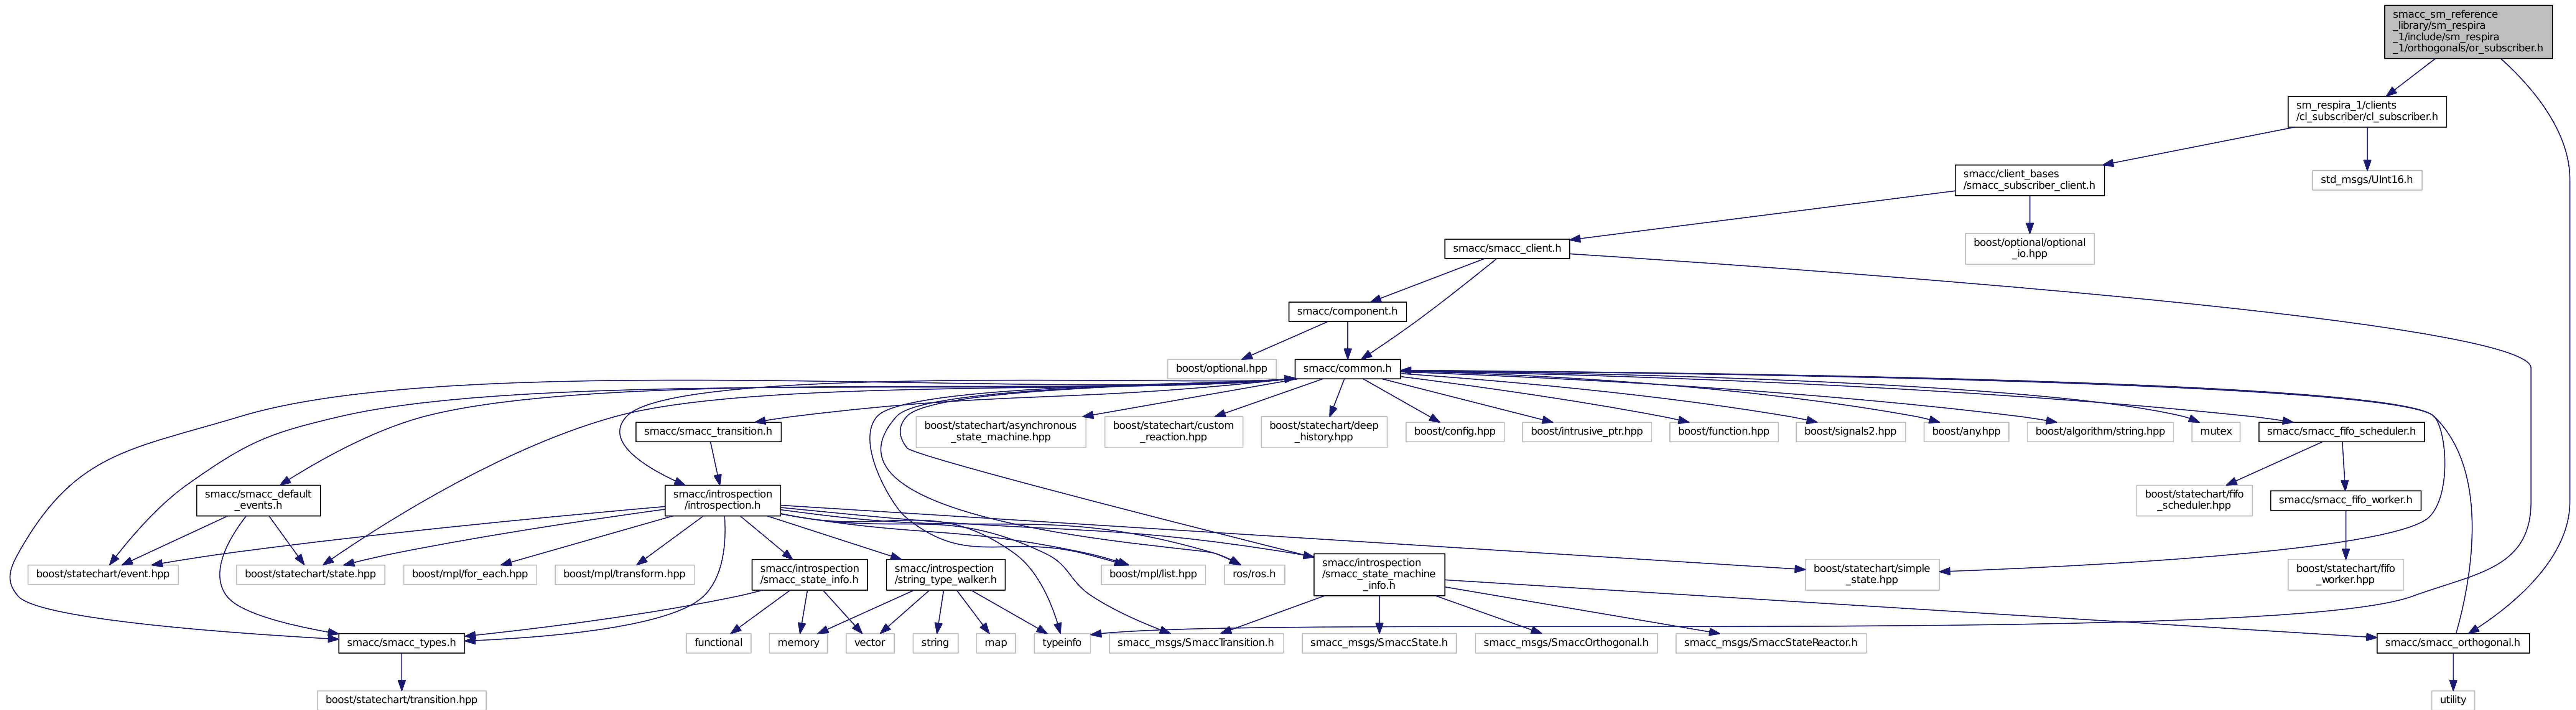 smacc_sm_reference
_library/sm_respira
_1/include/sm_respira
_1/orthogonals/or_subscriber.h
sm_respira_1/clients
/cl_subscriber/cl_subscriber.h
smacc/client_bases
/smacc_subscriber_client.h
std_msgs/UInt16.h
smacc/smacc_client.h
boost/optional/optional
_io.hpp
smacc/component.h
boost/optional.hpp
smacc/common.h
smacc/smacc_transition.h
boost/statechart/asynchronous
_state_machine.hpp
boost/statechart/custom
_reaction.hpp
boost/statechart/deep
_history.hpp
boost/config.hpp
boost/intrusive_ptr.hpp
boost/function.hpp
boost/signals2.hpp
boost/any.hpp
boost/algorithm/string.hpp
mutex
smacc/smacc_fifo_scheduler.h
smacc/smacc_default
_events.h
smacc/introspection
/introspection.h
boost/statechart/fifo
_scheduler.hpp
smacc/smacc_fifo_worker.h
boost/statechart/event.hpp
boost/statechart/state.hpp
boost/mpl/for_each.hpp
boost/mpl/transform.hpp
smacc/introspection
/smacc_state_info.h
smacc/introspection
/string_type_walker.h
boost/mpl/list.hpp
ros/ros.h
smacc/introspection
/smacc_state_machine
_info.h
boost/statechart/simple
_state.hpp
boost/statechart/fifo
_worker.hpp
smacc/smacc_types.h
functional
memory
vector
string
map
typeinfo
smacc_msgs/SmaccTransition.h
smacc_msgs/SmaccState.h
smacc_msgs/SmaccOrthogonal.h
smacc_msgs/SmaccStateReactor.h
smacc/smacc_orthogonal.h
boost/statechart/transition.hpp
utility